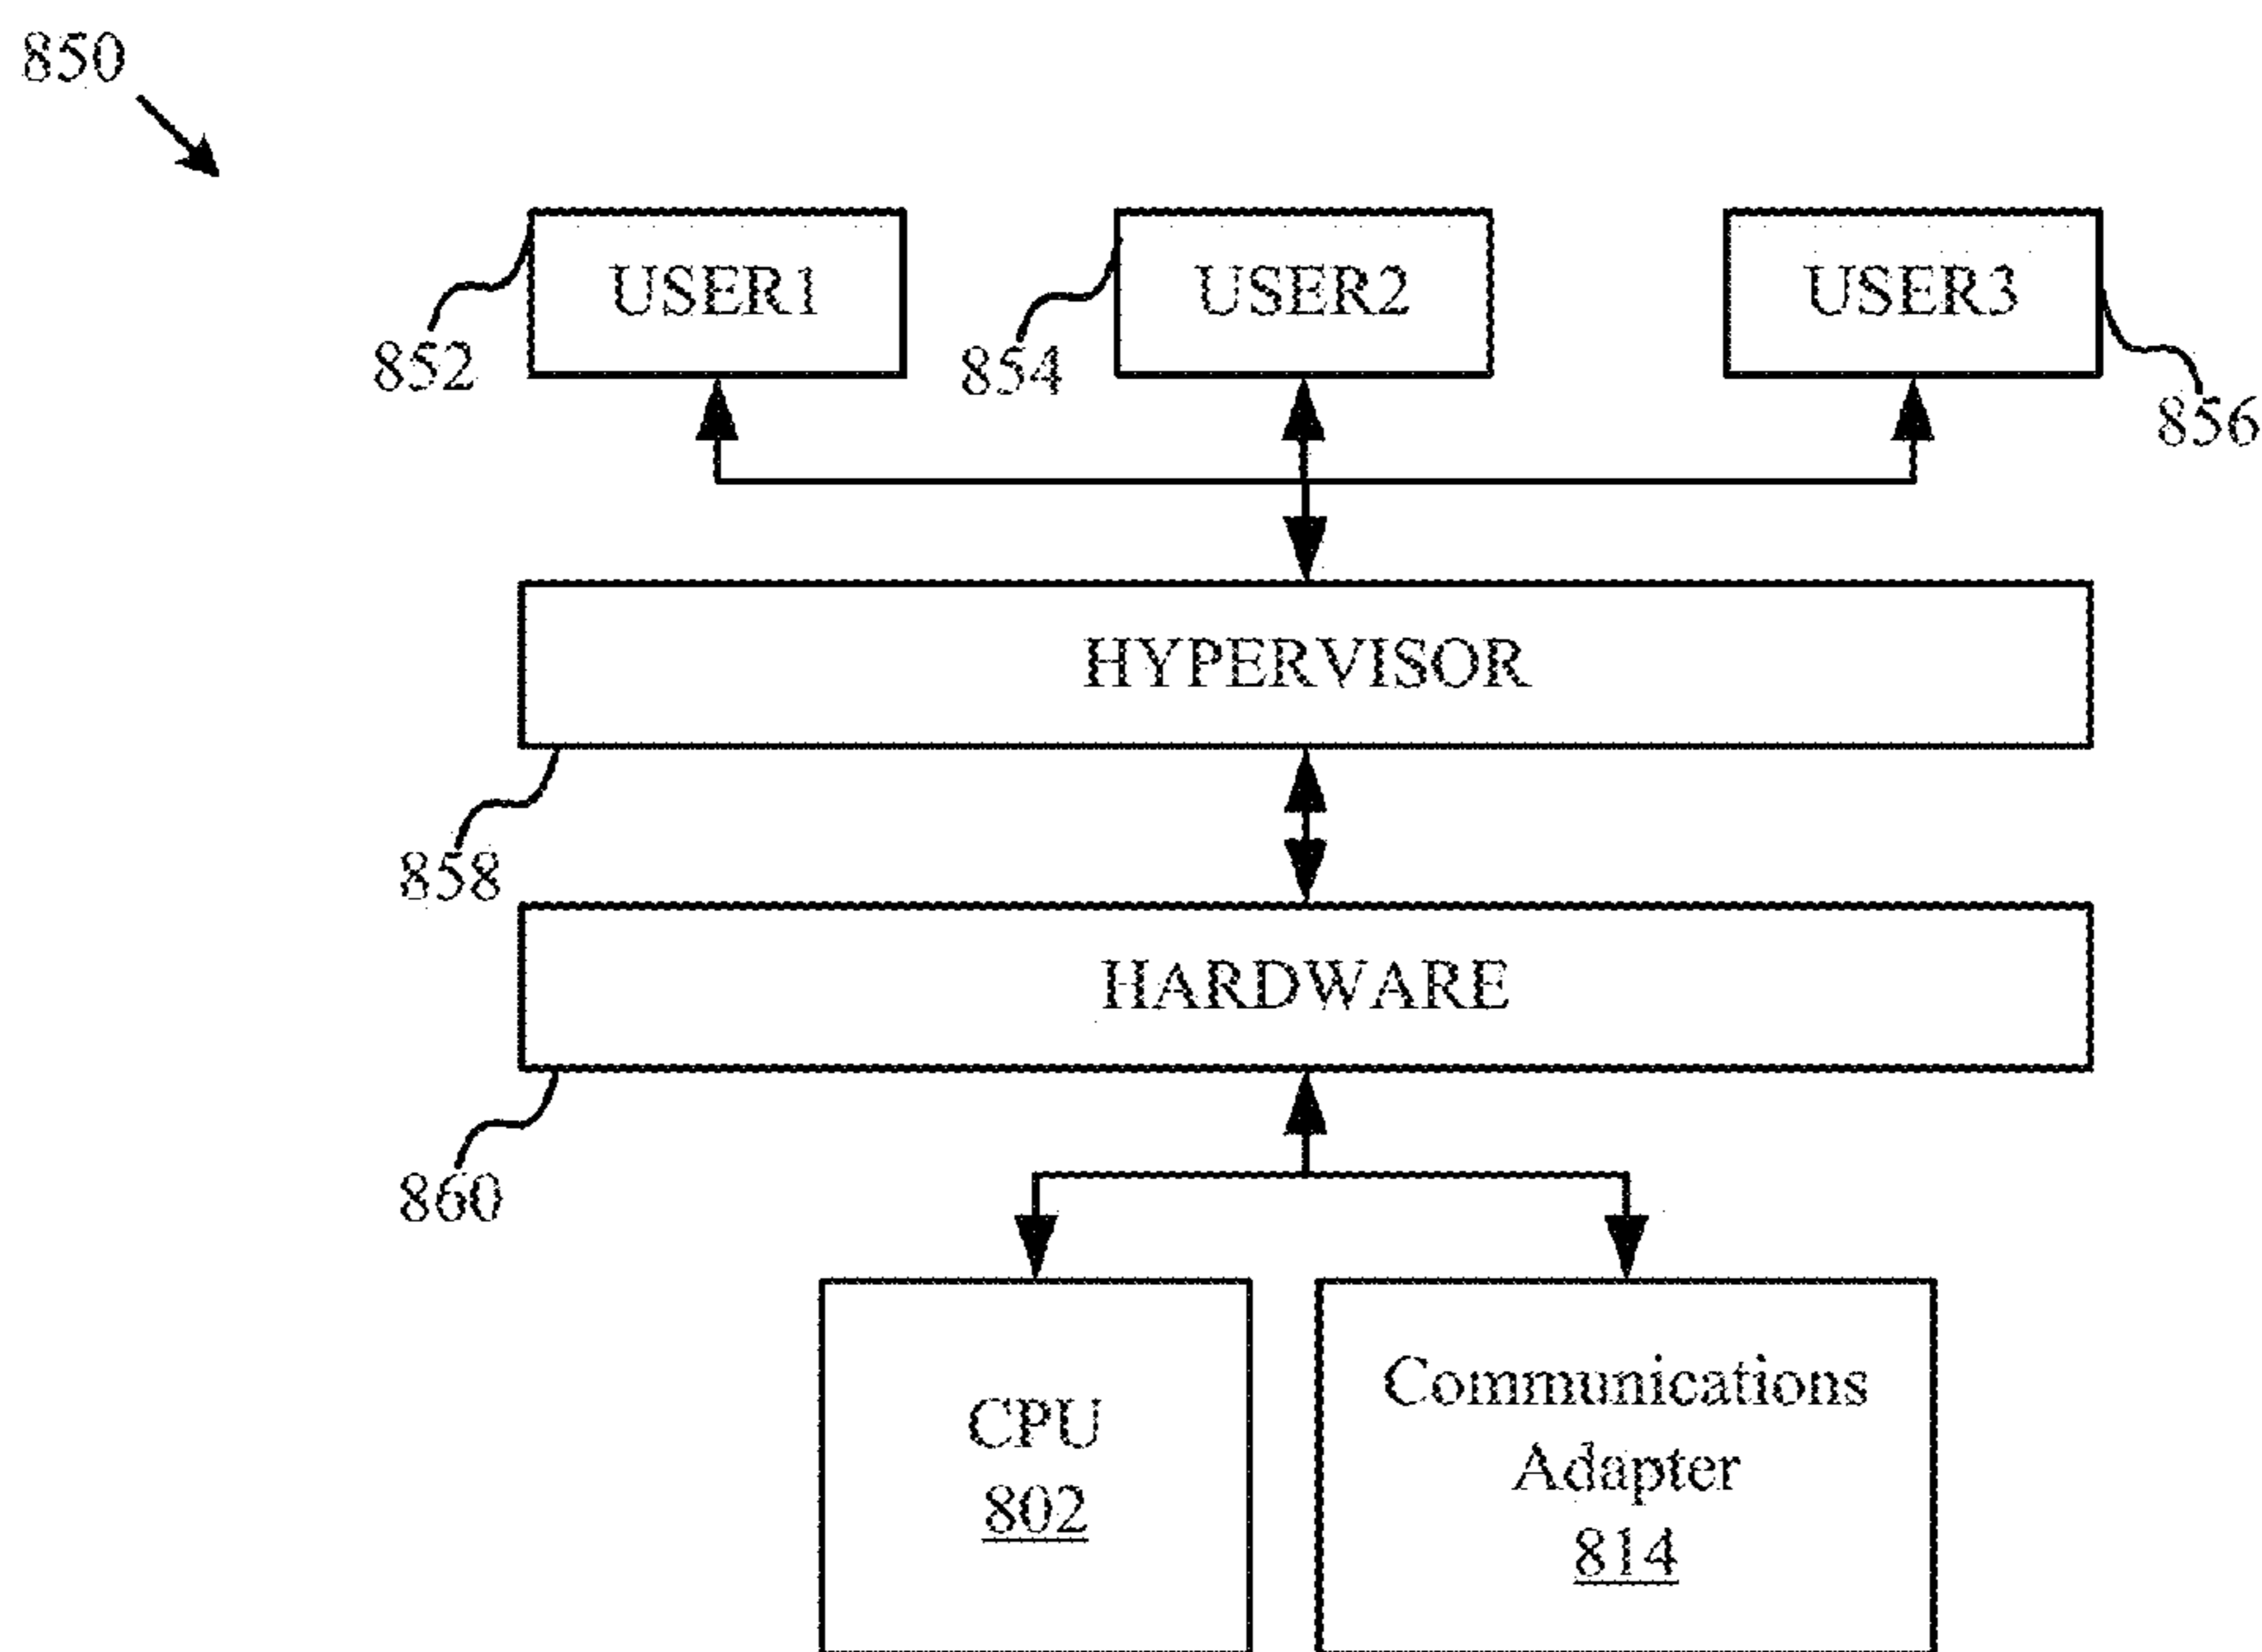 850
USER1
USER2
USER3
852
854
856
HYPERVISOR
858
HARDWARE
860
CPU
802
Communications
Adapter
814